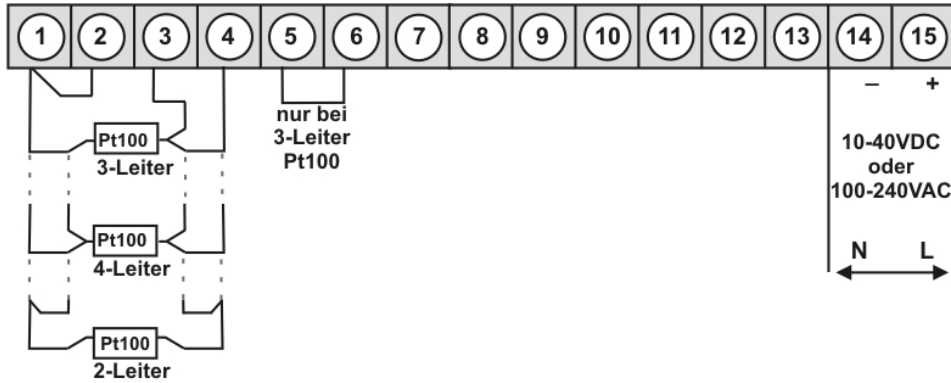 1 2 3 4 5 6 7 8 9 10 11 12 13 14 15
– +
nur bei
3-Leiter
Pt100
Pt100
3-Leiter
10-40VDC
oder
100-240VAC
Pt100
4-Leiter
N L
Pt100
2-Leiter